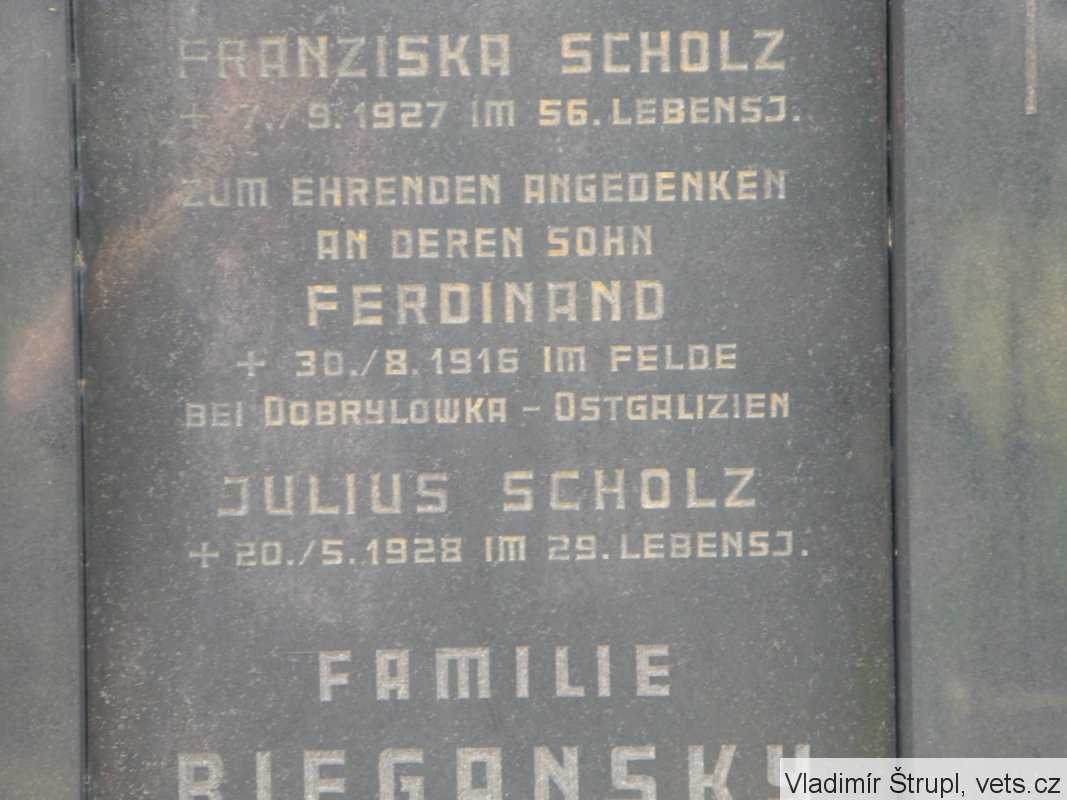 FRANZISKA SCHOLZ
+ 7./9.1927 IM 56. LEBENSJ.
ZUM EHRENDEN ANGEDENKEN
AN DEREN SOHN
FERDINAND
+ 30./8.1916 IM FELDE
BEI DOBRYLOWKA - OSTGALIZIEN
JULIUS SCHOLZ
+ 20./5.1928 IM 29. LEBENSJ.
FAMILIE
BIEGANSKY
Vladimír Štrupl, vets.cz